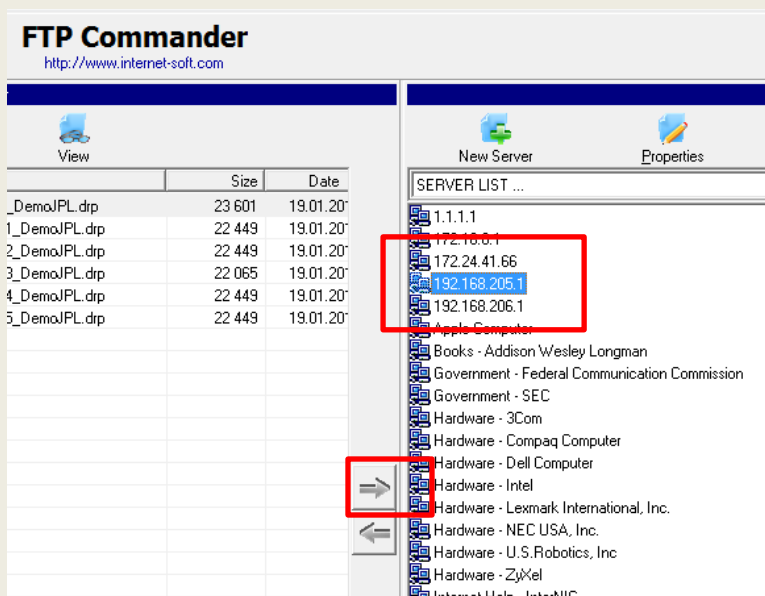 FTP Commander
http://www.internet-soft.com
View
Size Date
_DemoJPL.drp 23 601 19.01.20
1_DemoJPL.drp 22 449 19.01.20
2_DemoJPL.drp 22 449 19.01.20
3_DemoJPL.drp 22 065 19.01.20
4_DemoJPL.drp 22 449 19.01.20
5_DemoJPL.drp 22 449 19.01.20
New Server Properties
SERVER LIST ...
1.1.1.1
172.24.41.66
192.168.205.1
192.168.206.1
Apple Computer
Books - Addison Wesley Longman
Government - Federal Communication Commission
Government - SEC
Hardware - 3Com
Hardware - Compaq Computer
Hardware - Dell Computer
Hardware - Intel
Hardware - Lexmark International, Inc.
Hardware - NEC USA, Inc.
Hardware - U.S.Robotics, Inc
Hardware - ZyXel
Internet Help - InterNIC